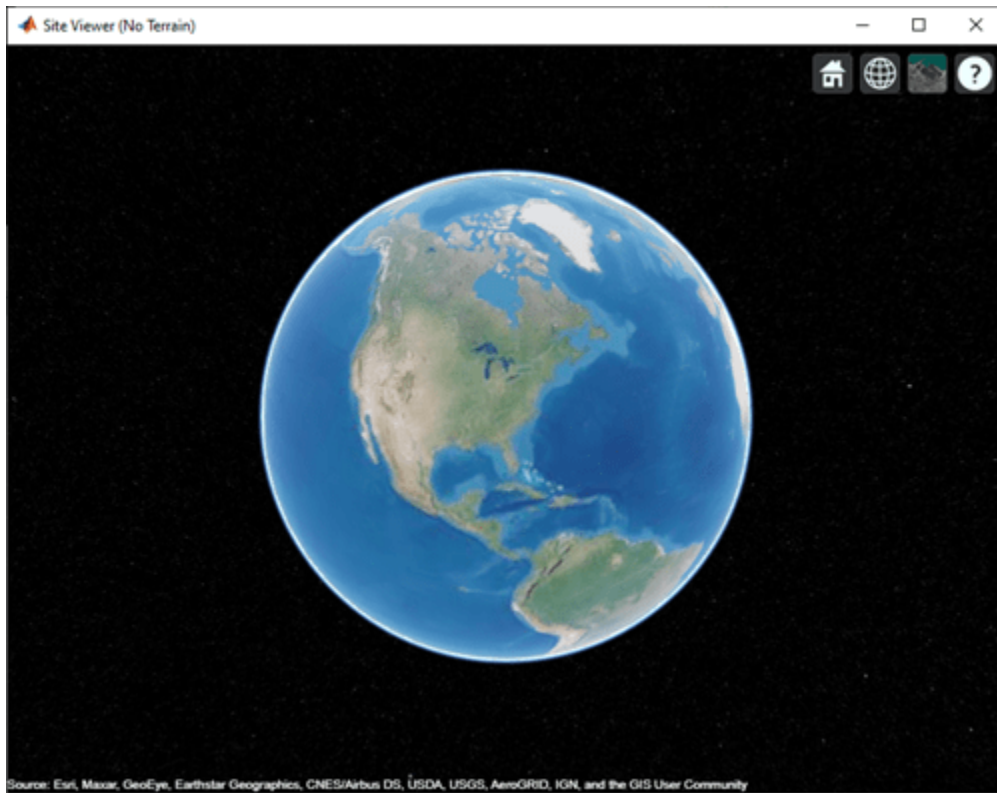 Site Viewer (No Terrain)
?
Source: Esri, Maxar, GeoEye, Earthstar Geographics, CNES/Airbus DS, USDA, USGS, AeroGRID, IGN, and the GIS User Community